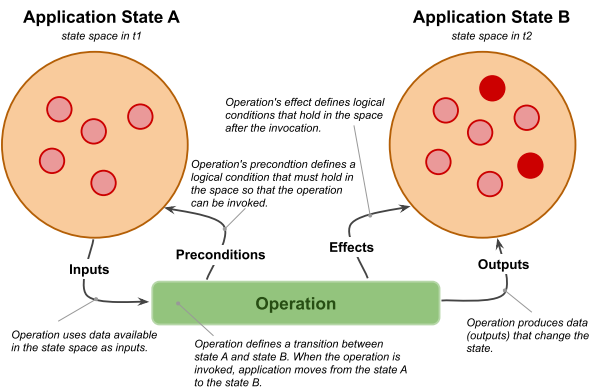 Application State A
state space in t1
Application State B
state space in t2
Operation's effect defines logical
conditions that hold in the space
after the invocation.
Operation's precondtion defines a
logical condition that must hold in
the space so that the operation
can be invoked.
Inputs
Preconditions
Effects
Outputs
Operation
Operation uses data available
in the state space as inputs.
Operation defines a transition between
state A and state B. When the operation is
invoked, application moves from the state A
to the state B.
Operation produces data
(outputs) that change the
state.